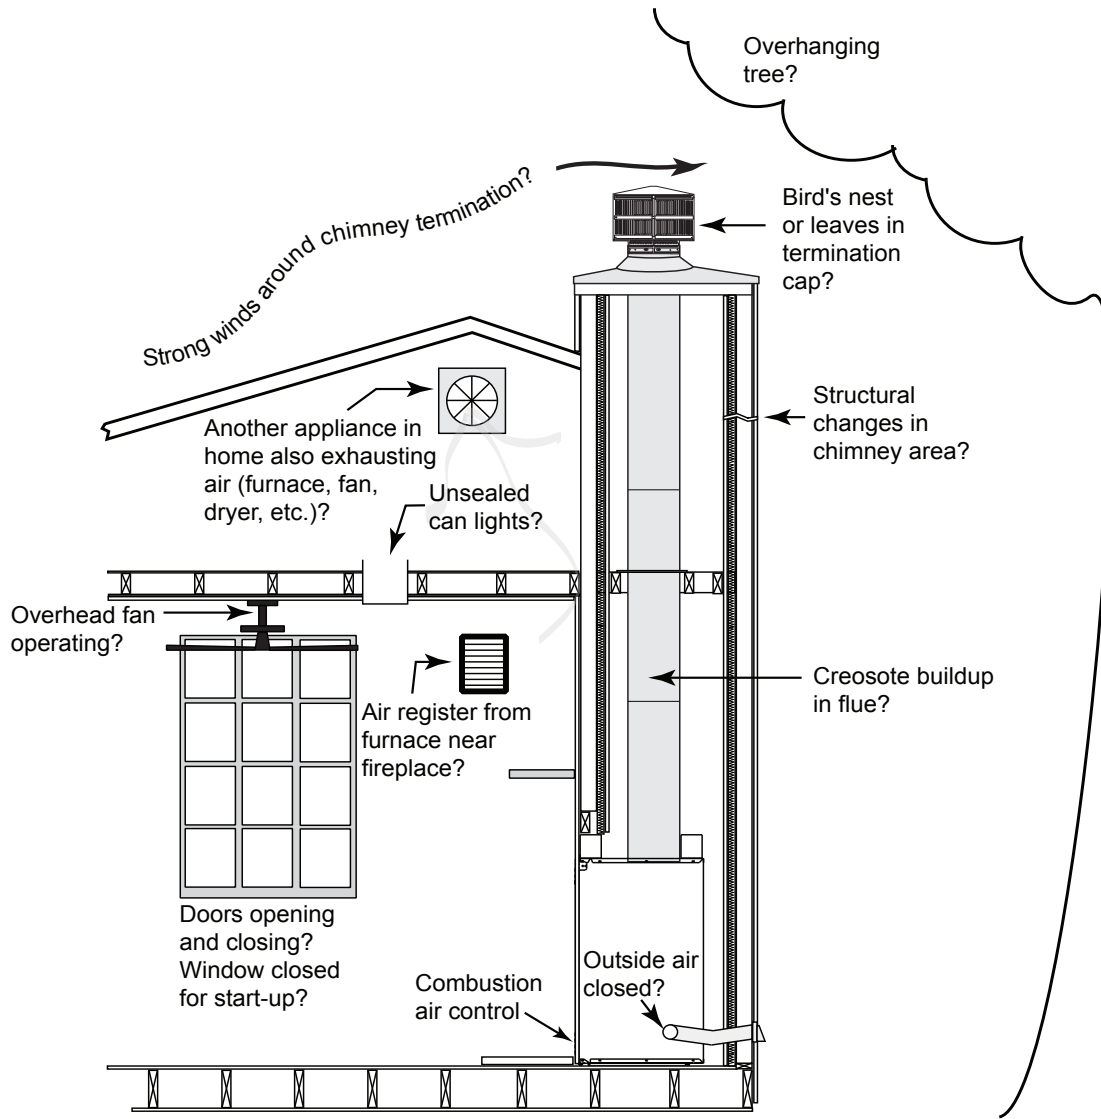 Overhanging
tree?
Strong winds around chimney termination?
Bird's nest
or leaves in
termination
cap?
Structural
changes in
chimney area?
Another appliance in
home also exhausting
air (furnace, fan,
dryer, etc.)?
Unsealed
can lights?
Overhead fan
operating?
Air register from
furnace near
fireplace?
Creosote buildup
in flue?
Doors opening
and closing?
Window closed
for start-up?
Combustion
air control
Outside air
closed?